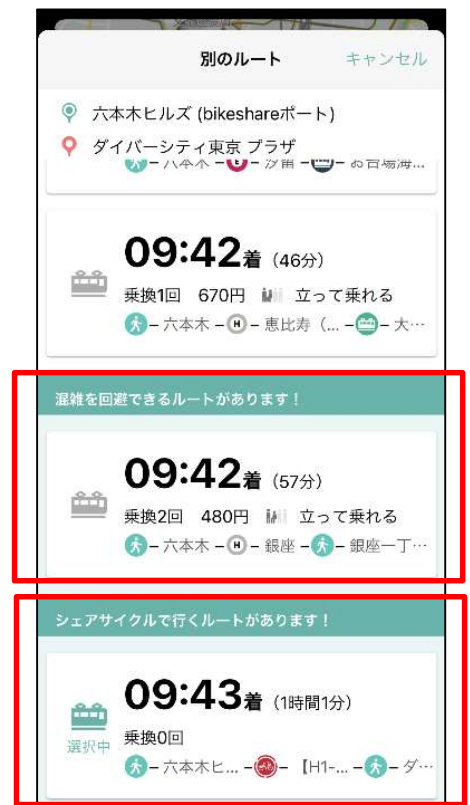 別のルート キャンセル
六本木ヒルズ (bikeshareポート)
ダイバーシティ東京 プラザ
09:42着 (46分)
乗換1回 670円 立って乗れる
– 六本木 – H – 恵比寿 (... – – 大…
混雑を回避できるルートがあります!
09:42着 (57分)
乗換2回 480円 立って乗れる
– 六本木 – H – 銀座 – – 銀座一丁…
シェアサイクルで行くルートがあります!
09:43着 (1時間1分)
選択中 乗換0回
– 六本木ヒ... – – 【H1-... – – ダ…